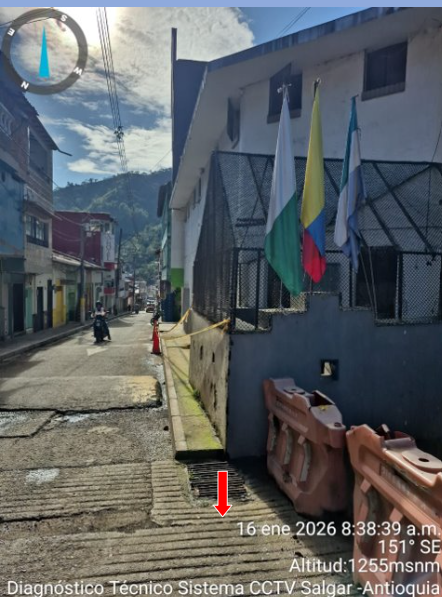 16 ene 2026 8:38:39 a.m.
151° SE
Altitud:1255msnm
Diagnóstico Técnico Sistema CCTV Salgar -Antioquia